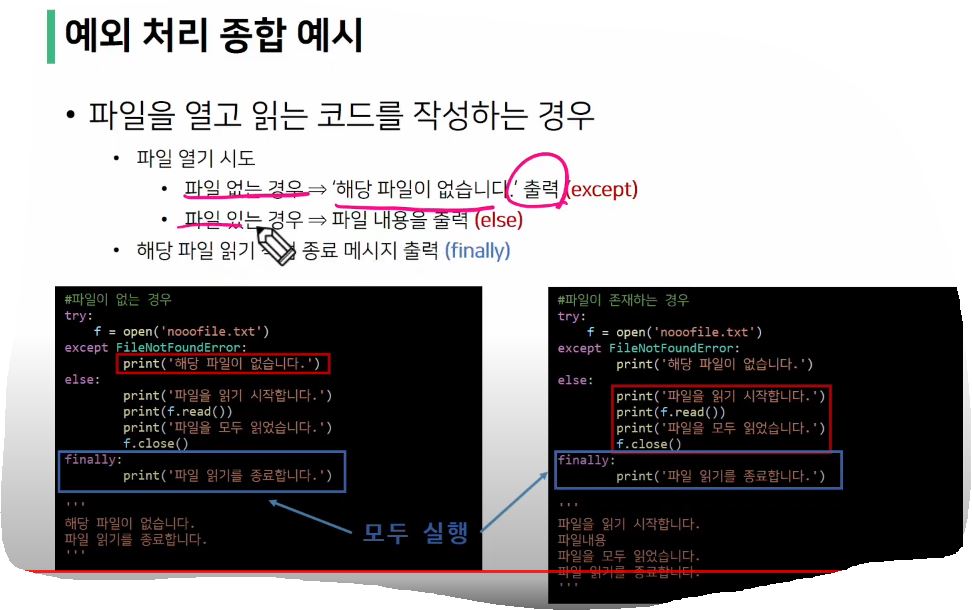 예외 처리 종합 예시
• 파일을 열고 읽는 코드를 작성하는 경우
• 파일 열기 시도
• 파일 없는 경우 ⇒ ‘해당 파일이 없습니다.’ 출력 (except)
• 파일 있는 경우 ⇒ 파일 내용을 출력 (else)
• 해당 파일 읽기 종료 메시지 출력 (finally)
#파일이 없는 경우
try:
f = open('nooofile.txt')
except FileNotFoundError:
print('해당 파일이 없습니다.')
else:
print('파일을 읽기 시작합니다.')
print(f.read())
print('파일을 모두 읽었습니다.')
f.close()
finally:
print('파일 읽기를 종료합니다.')
'''
해당 파일이 없습니다.
파일 읽기를 종료합니다.
'''
모두 실행
#파일이 존재하는 경우
try:
f = open('nooofile.txt')
except FileNotFoundError:
print('해당 파일이 없습니다.')
else:
print('파일을 읽기 시작합니다.')
print(f.read())
print('파일을 모두 읽었습니다.')
f.close()
finally:
print('파일 읽기를 종료합니다.')
'''
파일을 읽기 시작합니다.
파일내용
파일을 모두 읽었습니다.
파일 읽기를 종료합니다.
'''